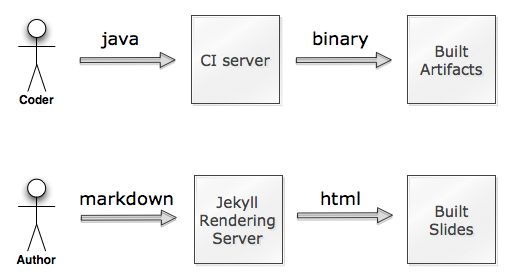 java
binary
CI server
Built
Artifacts
Coder
markdown
html
Jekyll
Rendering
Server
Built
Slides
Author